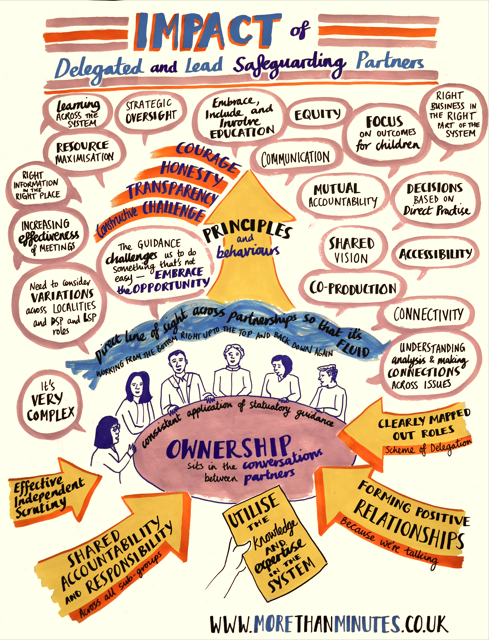 IMPACT of
Delegated and Lead Safeguarding Partners
Learning
ACROSS THE
SYSTEM
STRATEGIC
OVERSIGHT
Embrace,
Include and
Involve
EDUCATION
EQUITY
FOCUS
ON OUTCOMES
for children
RIGHT
BUSINESS IN
THE RIGHT
PART OF THE
SYSTEM
RESOURCE
MAXIMISATION
COURAGE
HONESTY
TRANSPARENCY
Constructive CHALLENGE
COMMUNICATION
RIGHT
INFORMATION
IN THE
RIGHT PLACE
MUTUAL
ACCOUNTABILITY
DECISIONS
BASED ON
Direct Practise
INCREASING
effectiveness
OF MEETINGS
The GUIDANCE
challenges us to do
something that's not
easy — EMBRACE
the OPPORTUNITY
PRINCIPLES
and
behaviours
SHARED
VISION
ACCESSIBILITY
Need to consider
VARIATIONS
across LOCALITIES
and DSP and LSP
roles
CO-PRODUCTION
CONNECTIVITY
Direct line of sight across partnerships so that it's
FLUID
WORKING FROM THE BOTTOM, RIGHT UP TO THE TOP AND BACK DOWN AGAIN
UNDERSTANDING
analysis & making
CONNECTIONS
ACROSS ISSUES
It's
VERY
COMPLEX
consistent application of statuatory guidance
OWNERSHIP
sits in the conversations
between partners
CLEARLY MAPPED
OUT ROLES
Scheme of Delegation
Effective
Independent
Scrutiny
SHARED
ACCOUNTABILITY
AND RESPONSIBILITY
Across all sub-groups
UTILISE
THE
knowledge
AND
expertise
IN THE
SYSTEM
FORMING POSITIVE
RELATIONSHIPS
Because we're talking
WWW.MORETHANMINUTES.CO.UK